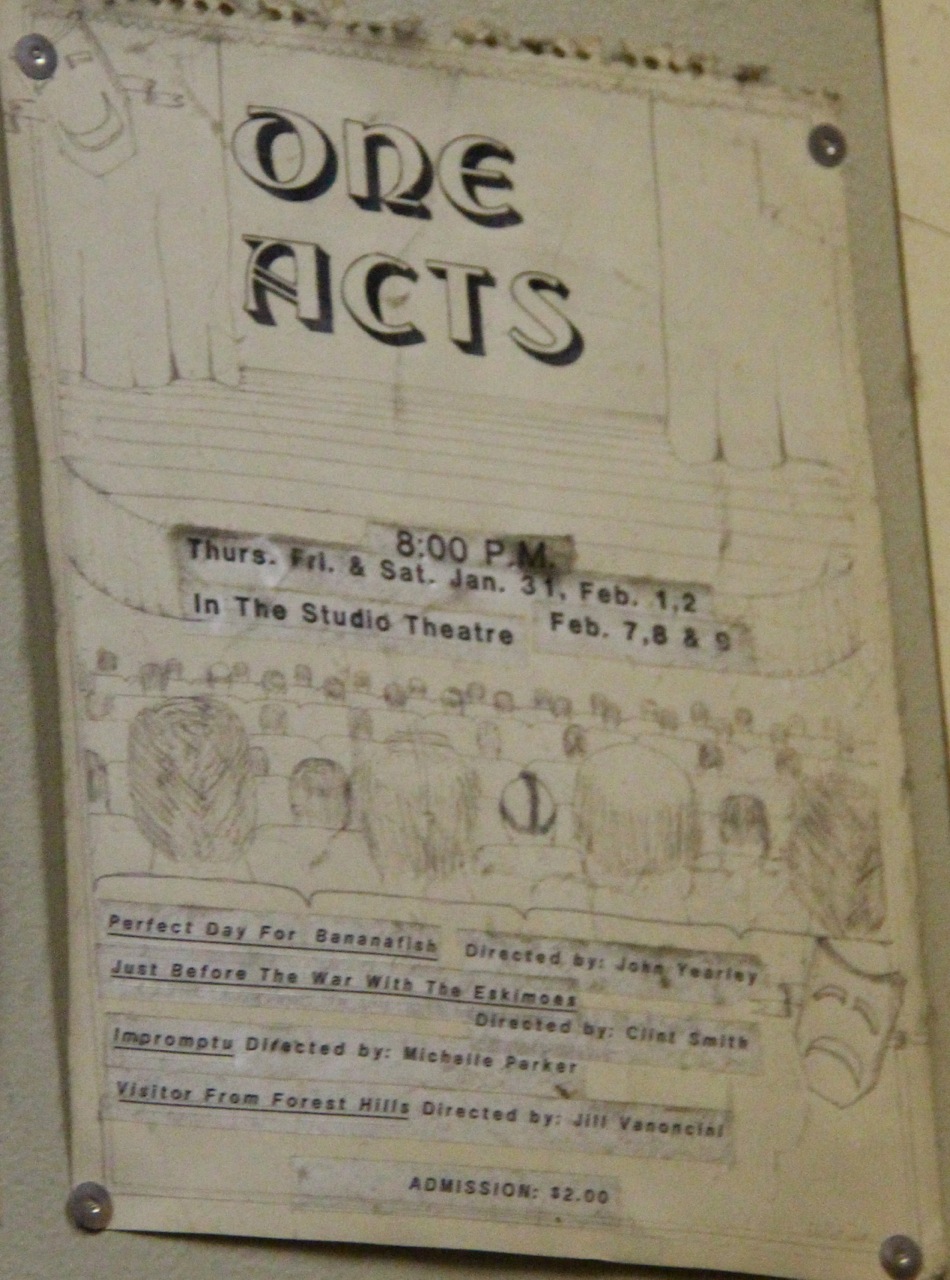 ONE
ACTS
8:00 P.M.
Thurs. Fri. & Sat. Jan. 31, Feb. 1,2
In The Studio Theatre Feb. 7,8 & 9
Perfect Day For Bananafish Directed by: John Yearley
Just Before The War With The Eskimoes
Directed by: Clint Smith
Impromptu Directed by: Michelle Parker
Visitor From Forest Hills Directed by: Jill Vanoncini
ADMISSION: $2.00